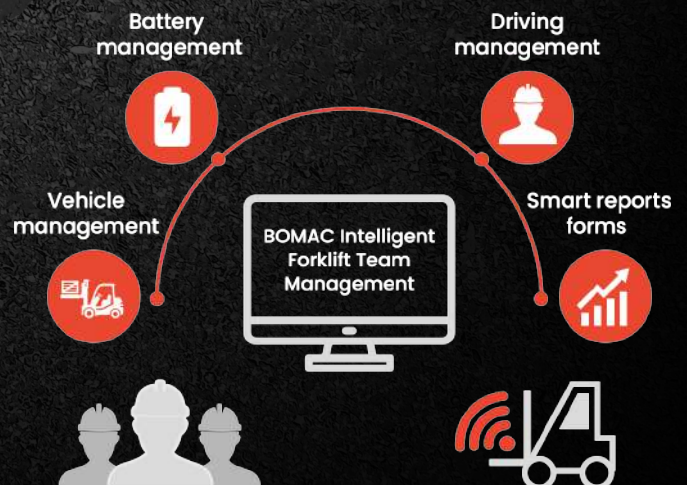 Battery
management
Driving
management
Vehicle
management
BOMAC Intelligent
Forklift Team
Management
Smart reports
forms